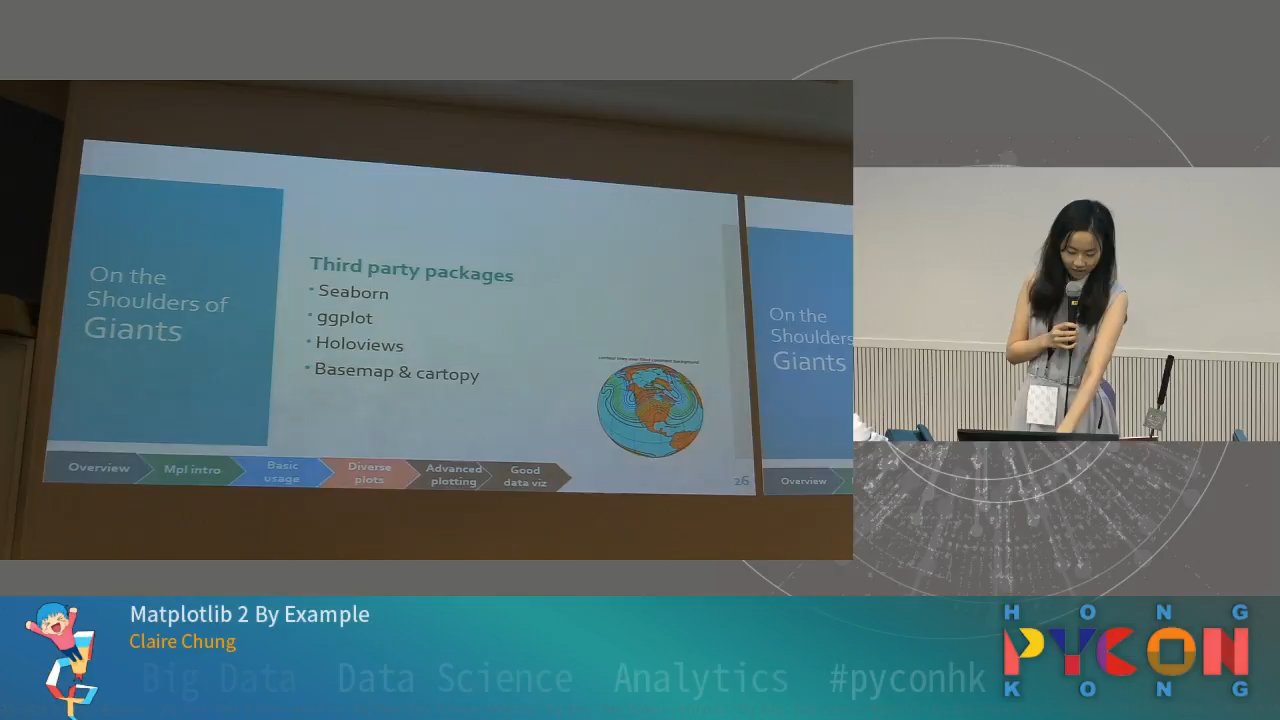 On the
Shoulders of
Giants
Third party packages
• Seaborn
• ggplot
• Holoviews
• Basemap & cartopy
Overview
Mpl intro
Basic
usage
Diverse
plots
Advanced
plotting
Good
data viz
26
On the
Shoulders
Giants
Overview
Matplotlib 2 By Example
Claire Chung
Big Data Data Science Analytics #pyconhk
HONG
PYCON
KONG